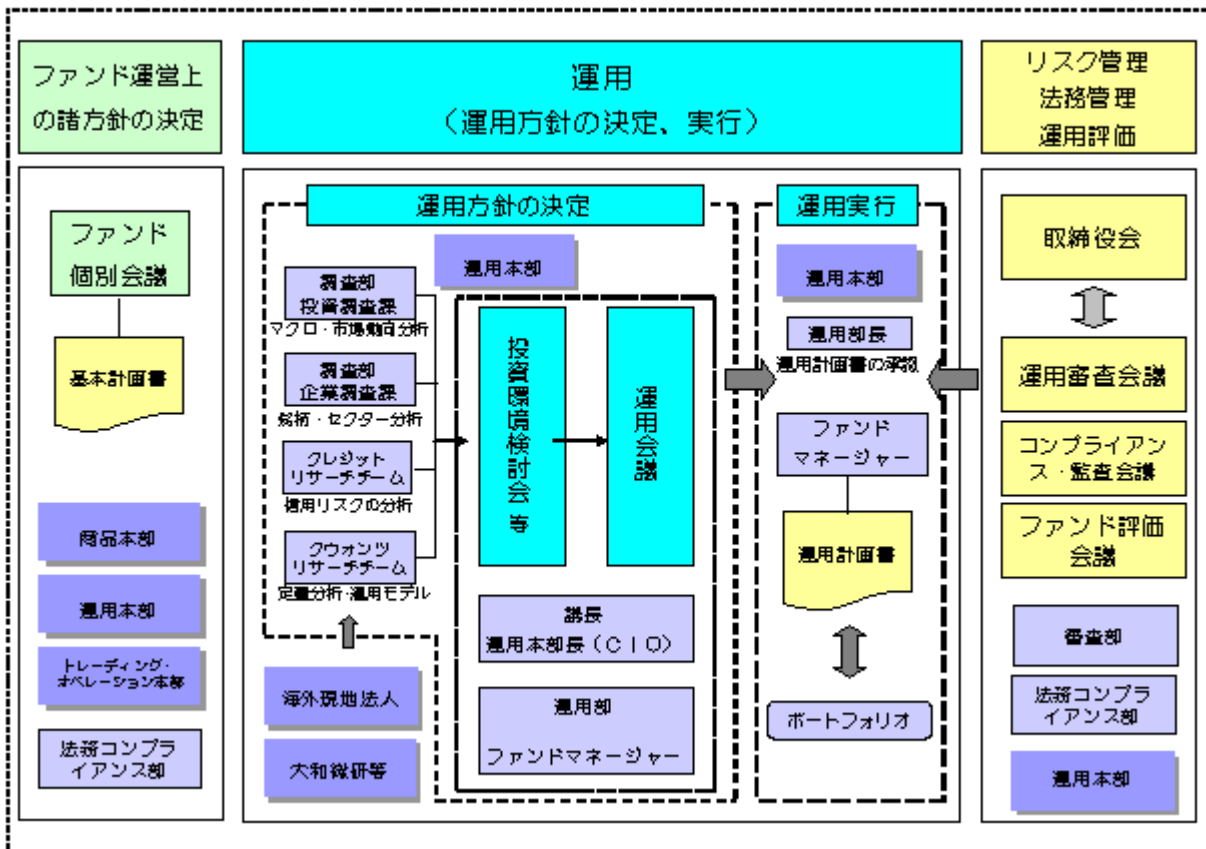 ファンド運営上
の諸方針の決定
運用
(運用方針の決定、実行)
リスク管理
法務管理
運用評価
ファンド
個別会議
基本計画書
商品本部
運用本部
トレーディング・
オペレーション本部
法務コンプラ
イアンス部
運用方針の決定
運用本部
調査部
投資調査課
マクロ・市場動向分析
調査部
企業調査課
銘柄・セクター分析
クレジット
リサーチチーム
信用リスクの分析
クウォンツ
リサーチチーム
定量分析・運用モデル
海外現地法人
大和総研等
投資環境検討会 等
運用会議
議長
運用本部長(CIO)
運用部
ファンドマネージャー
運用実行
運用本部
運用部長
運用計画書の承認
ファンド
マネージャー
運用計画書
ポートフォリオ
取締役会
運用審査会議
コンプライアン
ス・監査会議
ファンド評価
会議
審査部
法務コンプラ
イアンス部
運用本部